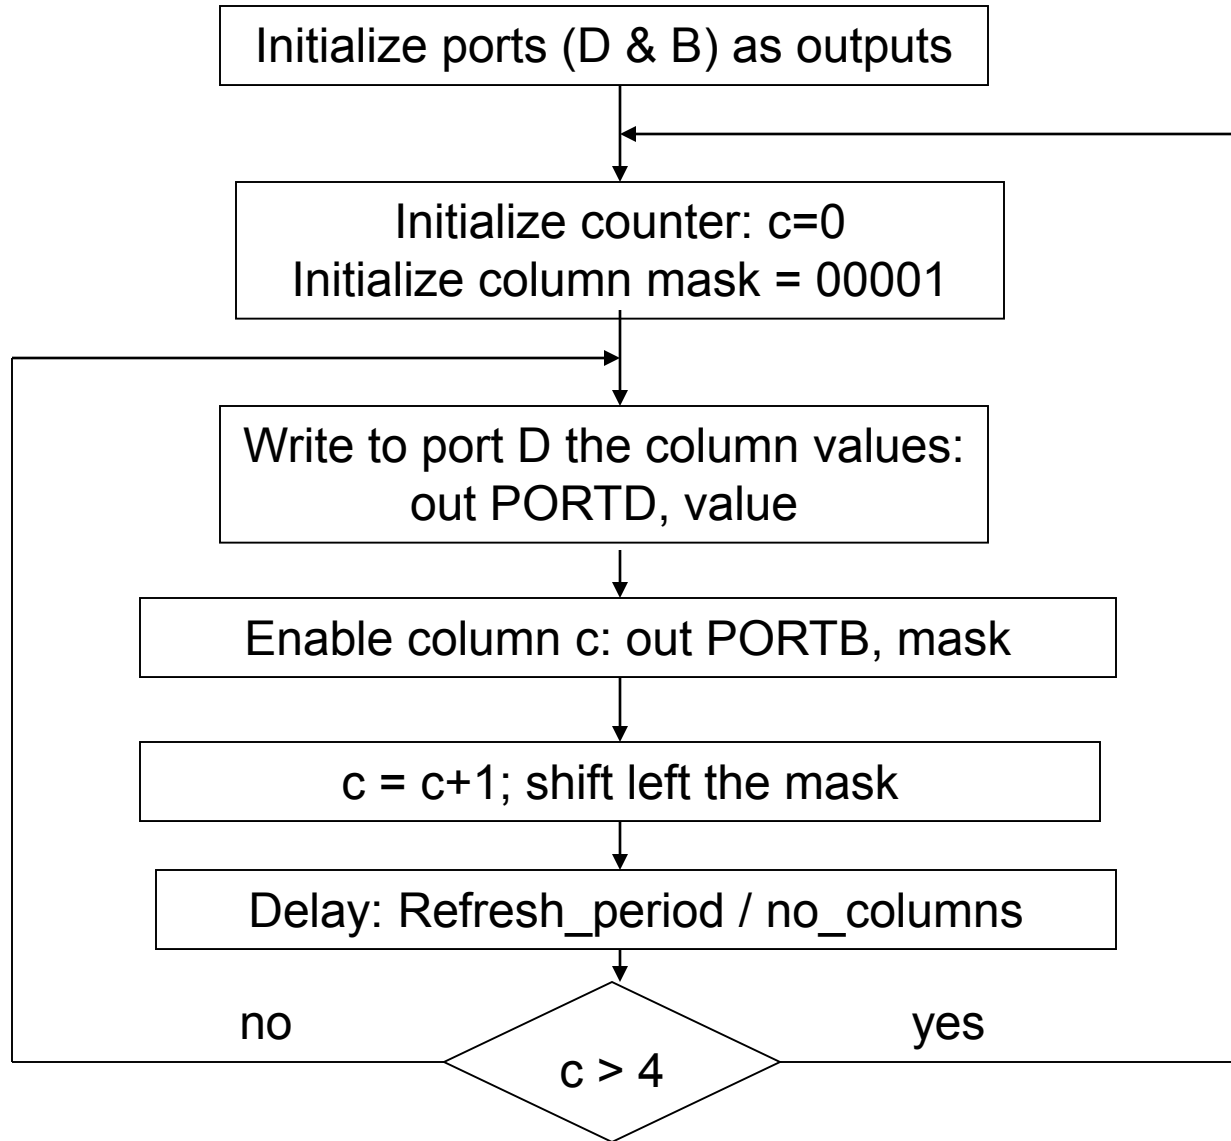 Initialize ports (D & B) as outputs
Initialize counter: c=0
Initialize column mask = 00001
Write to port D the column values:
out PORTD, value
Enable column c: out PORTB, mask
c = c+1; shift left the mask
Delay: Refresh_period / no_columns
no
yes
c > 4